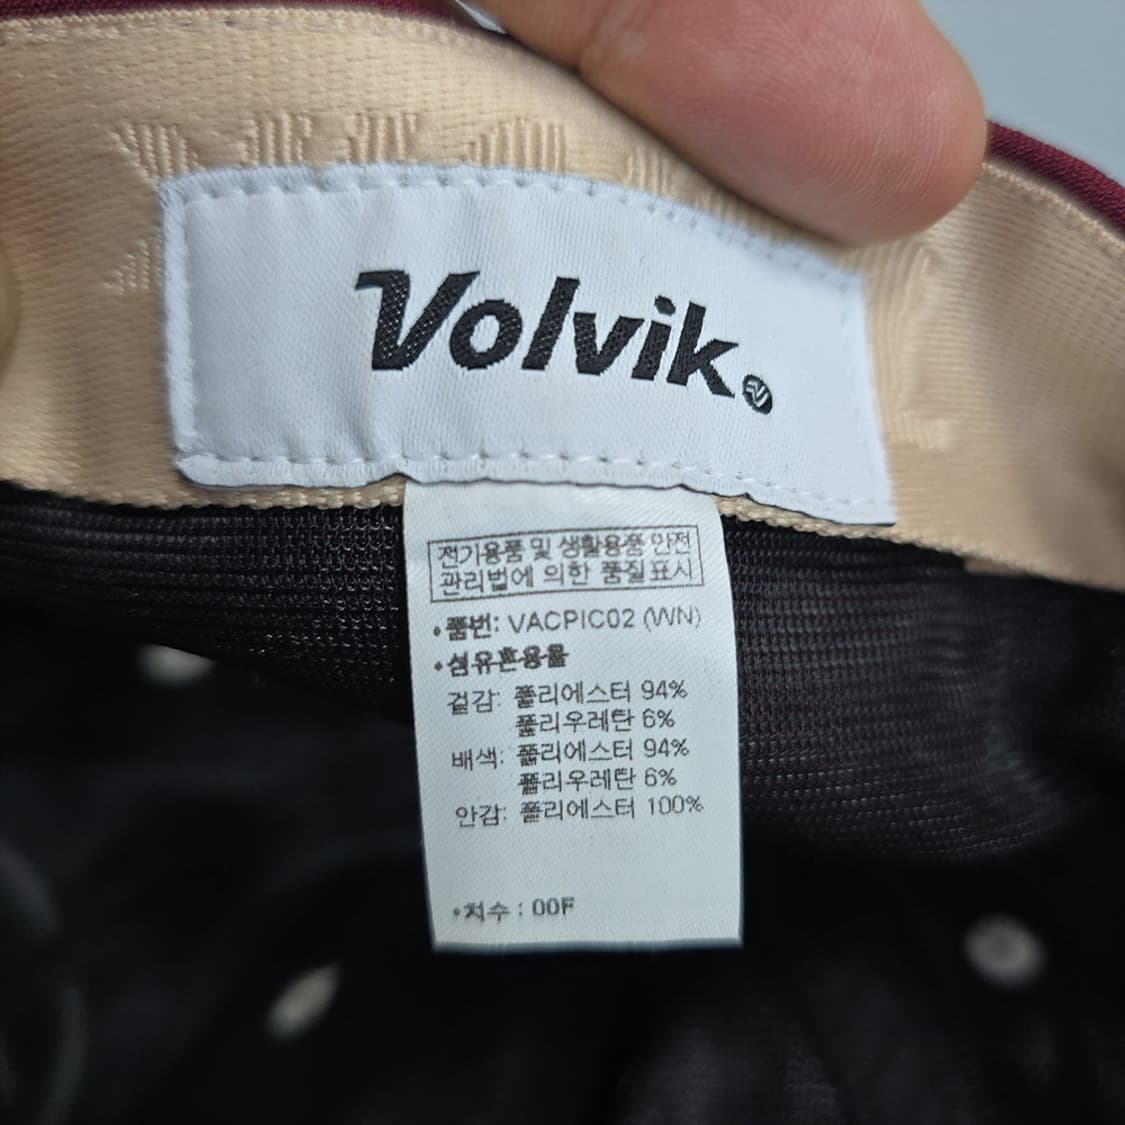 Volvik
전기용품 및 생활용품 안전
관리법에 의한 품질표시
•품번: VACPIC02 (WN)
•섬유혼용율
겉감: 폴리에스터 94%
폴리우레탄 6%
배색: 폴리에스터 94%
폴리우레탄 6%
안감: 폴리에스터 100%
•치수 : 00F